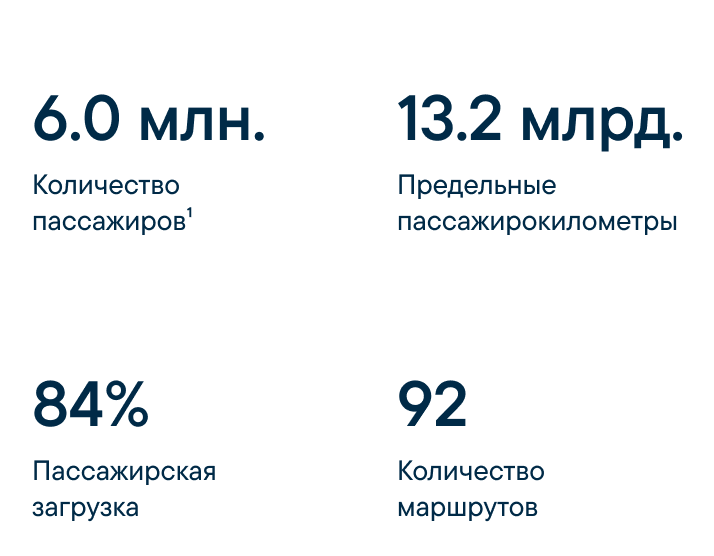 6.0 млн.
Количество
пассажиров¹
13.2 млрд.
Предельные
пассажирокилометры
84%
Пассажирская
загрузка
92
Количество
маршрутов